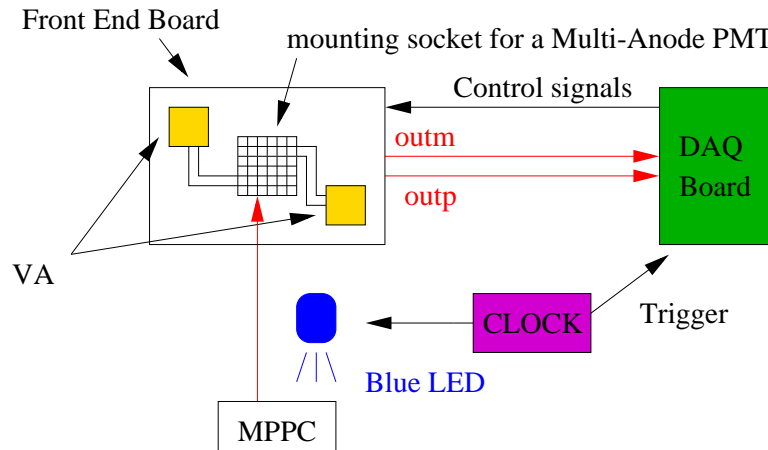 Front End Board
mounting socket for a Multi-Anode PMT
Control signals
outm
DAQ
Board
outp
VA
CLOCK
Trigger
Blue LED
MPPC